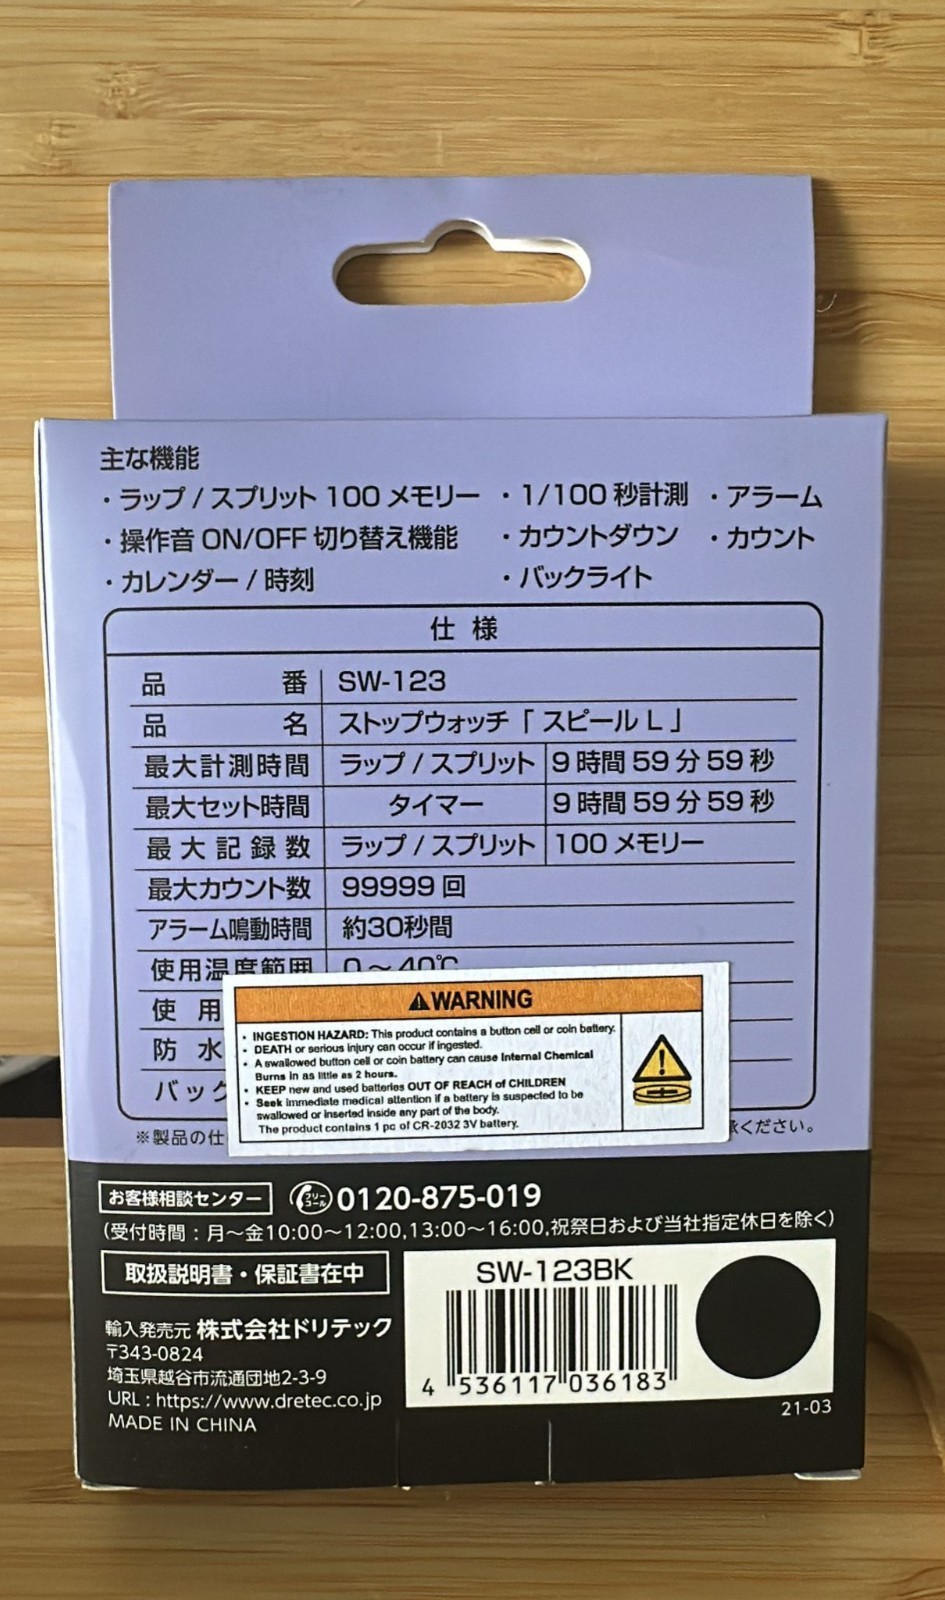 主な機能
・ラップ / スプリット 100 メモリー ・1/100 秒計測 ・アラーム
・操作音 ON/OFF 切り替え機能 ・カウントダウン ・カウント
・カレンダー / 時刻 ・バックライト
仕 様
品 番 SW-123
品 名 ストップウォッチ「 スピール L 」
最大計測時間 ラップ / スプリット 9 時間 59 分 59 秒
最大セット時間 タイマー 9 時間 59 分 59 秒
最 大 記 録 数 ラップ / スプリット 100 メモリー
最大カウント数 99999 回
アラーム鳴動時間 約30秒間
使用温度範囲 0 ～ 40℃
使 用
防 水
バック
※製品の仕
ください。
⚠WARNING
・ INGESTION HAZARD: This product contains a button cell or coin battery.
・ DEATH or serious injury can occur if ingested.
・ A swallowed button cell or coin battery can cause Internal Chemical
Burns in as little as 2 hours.
・ KEEP new and used batteries OUT OF REACH of CHILDREN
・ Seek immediate medical attention if a battery is suspected to be
swallowed or inserted inside any part of the body.
The product contains 1 pc of CR-2032 3V battery.
お客様相談センター フリーコール 0120-875-019
（受付時間：月～金10:00～12:00,13:00～16:00,祝祭日および当社指定休日を除く）
取扱説明書・保証書在中
輸入発売元 株式会社ドリテック
〒343-0824
埼玉県越谷市流通団地2-3-9
URL : https://www.dretec.co.jp
MADE IN CHINA
SW-123BK
4 536117 036183
21-03